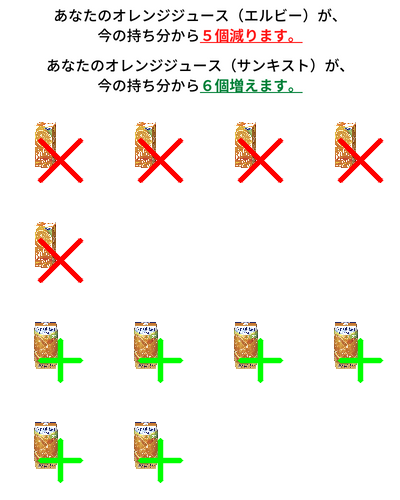 あなたのオレンジジュース（エルビー）が、
今の持ち分から５個減ります。
あなたのオレンジジュース（サンキスト）が、
今の持ち分から６個増えます。